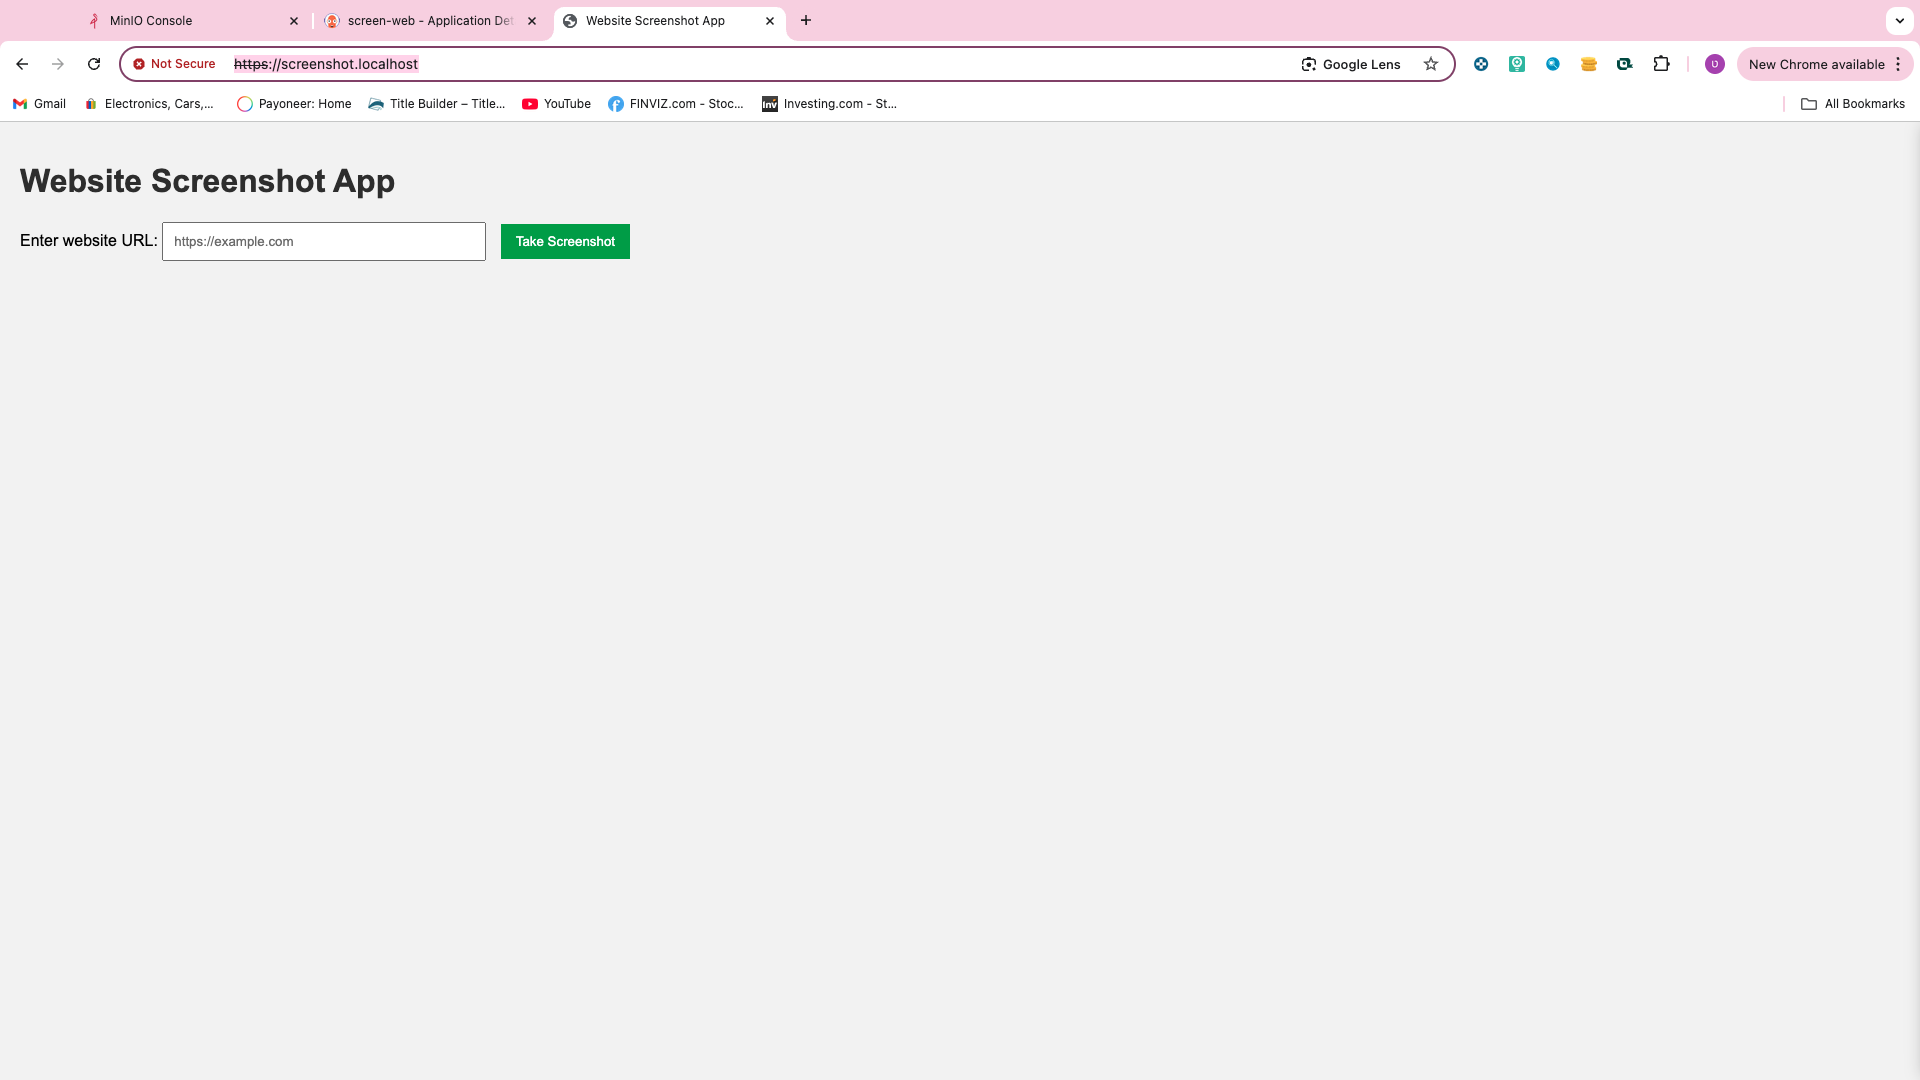 MinIO Console
screen-web - Application Det
Website Screenshot App
Not Secure
https://screenshot.localhost
Google Lens
New Chrome available
Gmail
Electronics, Cars,...
Payoneer: Home
Title Builder – Title...
YouTube
FINVIZ.com - Stoc...
Inv
Investing.com - St...
All Bookmarks
Website Screenshot App
Enter website URL:
https://example.com
Take Screenshot